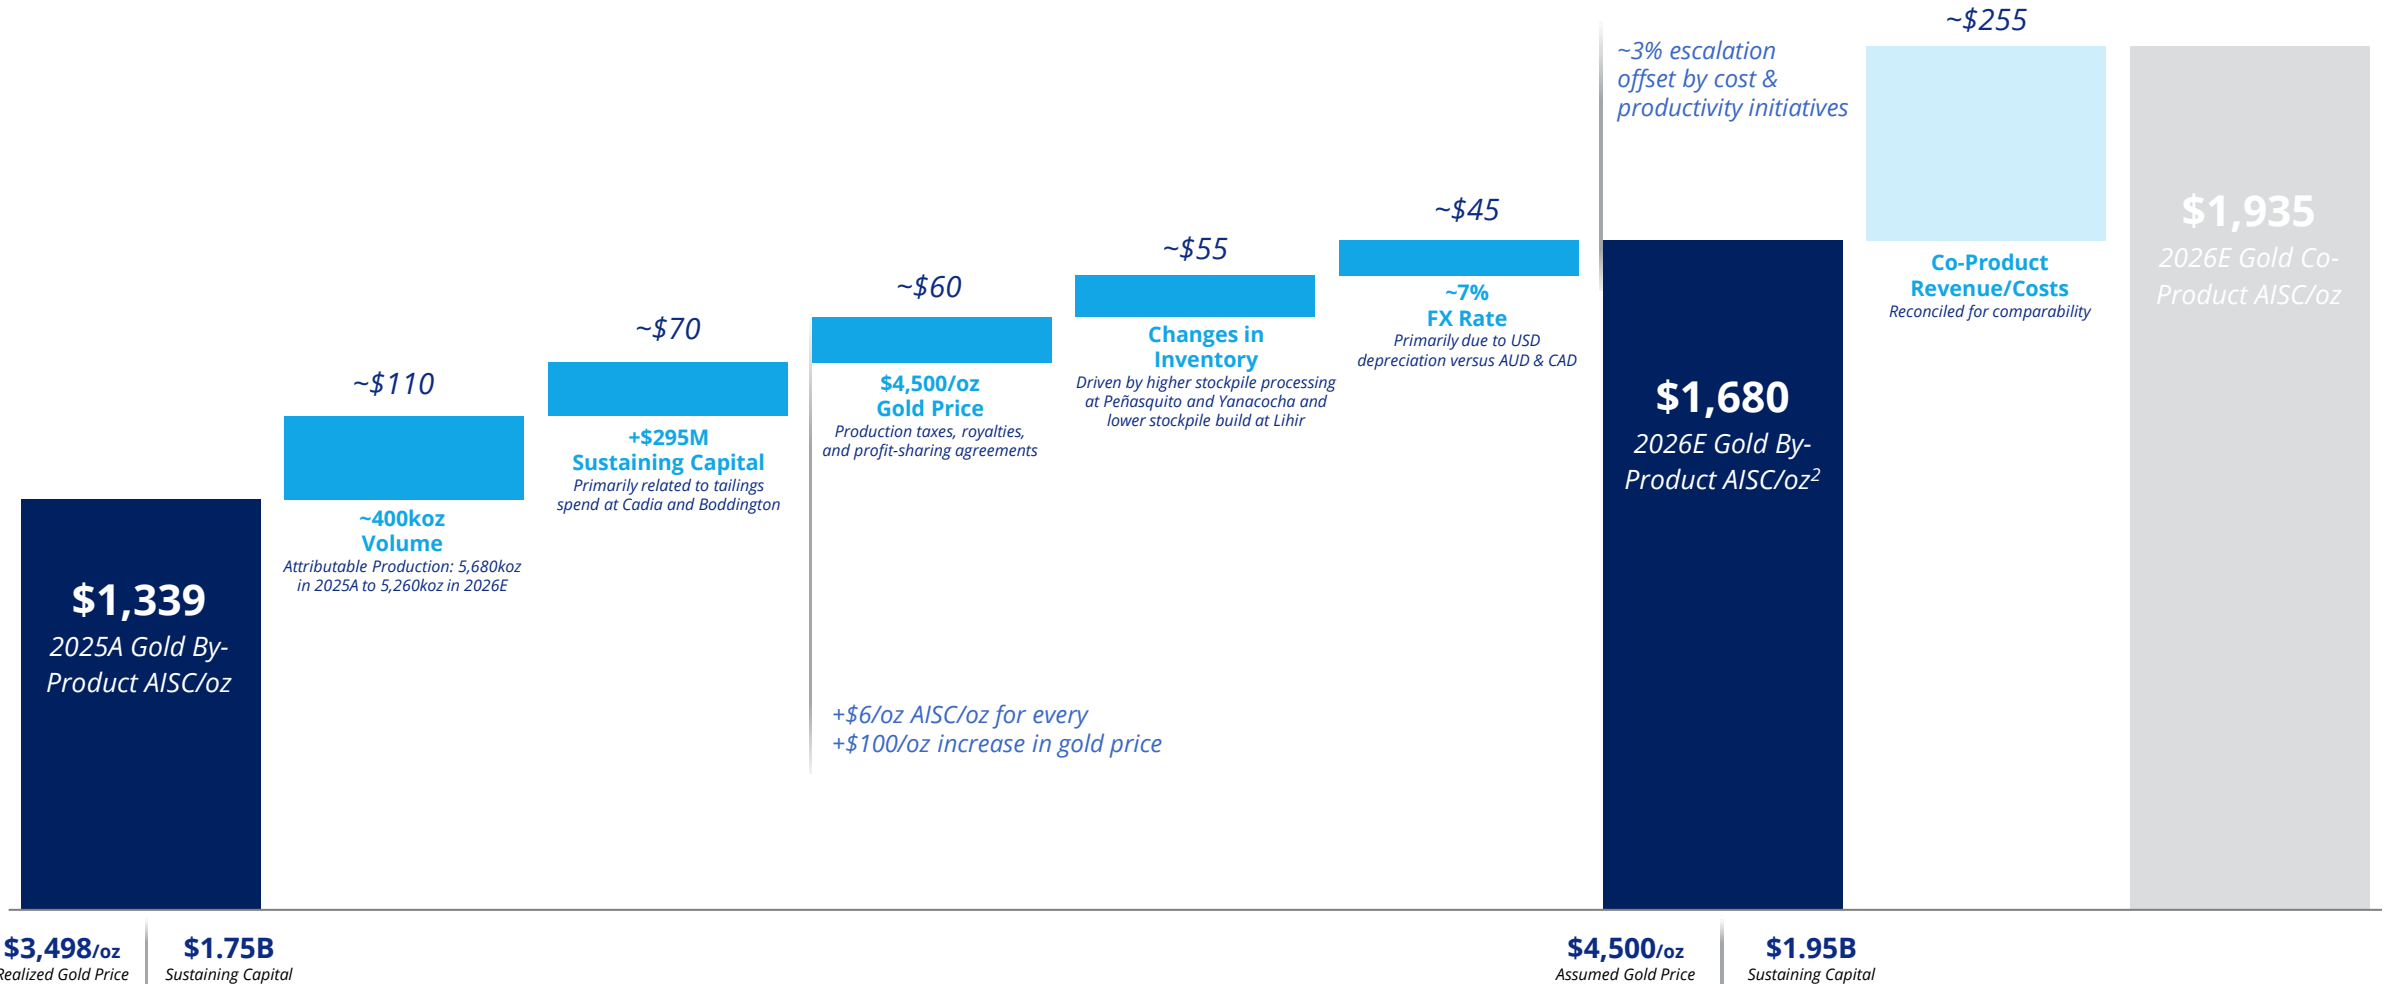 $1,339
2025A Gold By-
Product AISC/oz
~$110
~400koz
Volume
Attributable Production: 5,680koz
in 2025A to 5,260koz in 2026E
~$70
+$295M
Sustaining Capital
Primarily related to tailings
spend at Cadia and Boddington
~$60
$4,500/oz
Gold Price
Production taxes, royalties,
and profit-sharing agreements
+$6/oz AISC/oz for every
+$100/oz increase in gold price
~$55
Changes in
Inventory
Driven by higher stockpile processing
at Peñasquito and Yanacocha and
lower stockpile build at Lihir
~$45
~7%
FX Rate
Primarily due to USD
depreciation versus AUD & CAD
~3% escalation
offset by cost &
productivity initiatives
$1,680
2026E Gold By-
Product AISC/oz²
~$255
Co-Product
Revenue/Costs
Reconciled for comparability
$1,935
2026E Gold Co-
Product AISC/oz
$3,498/oz
Realized Gold Price
$1.75B
Sustaining Capital
$4,500/oz
Assumed Gold Price
$1.95B
Sustaining Capital